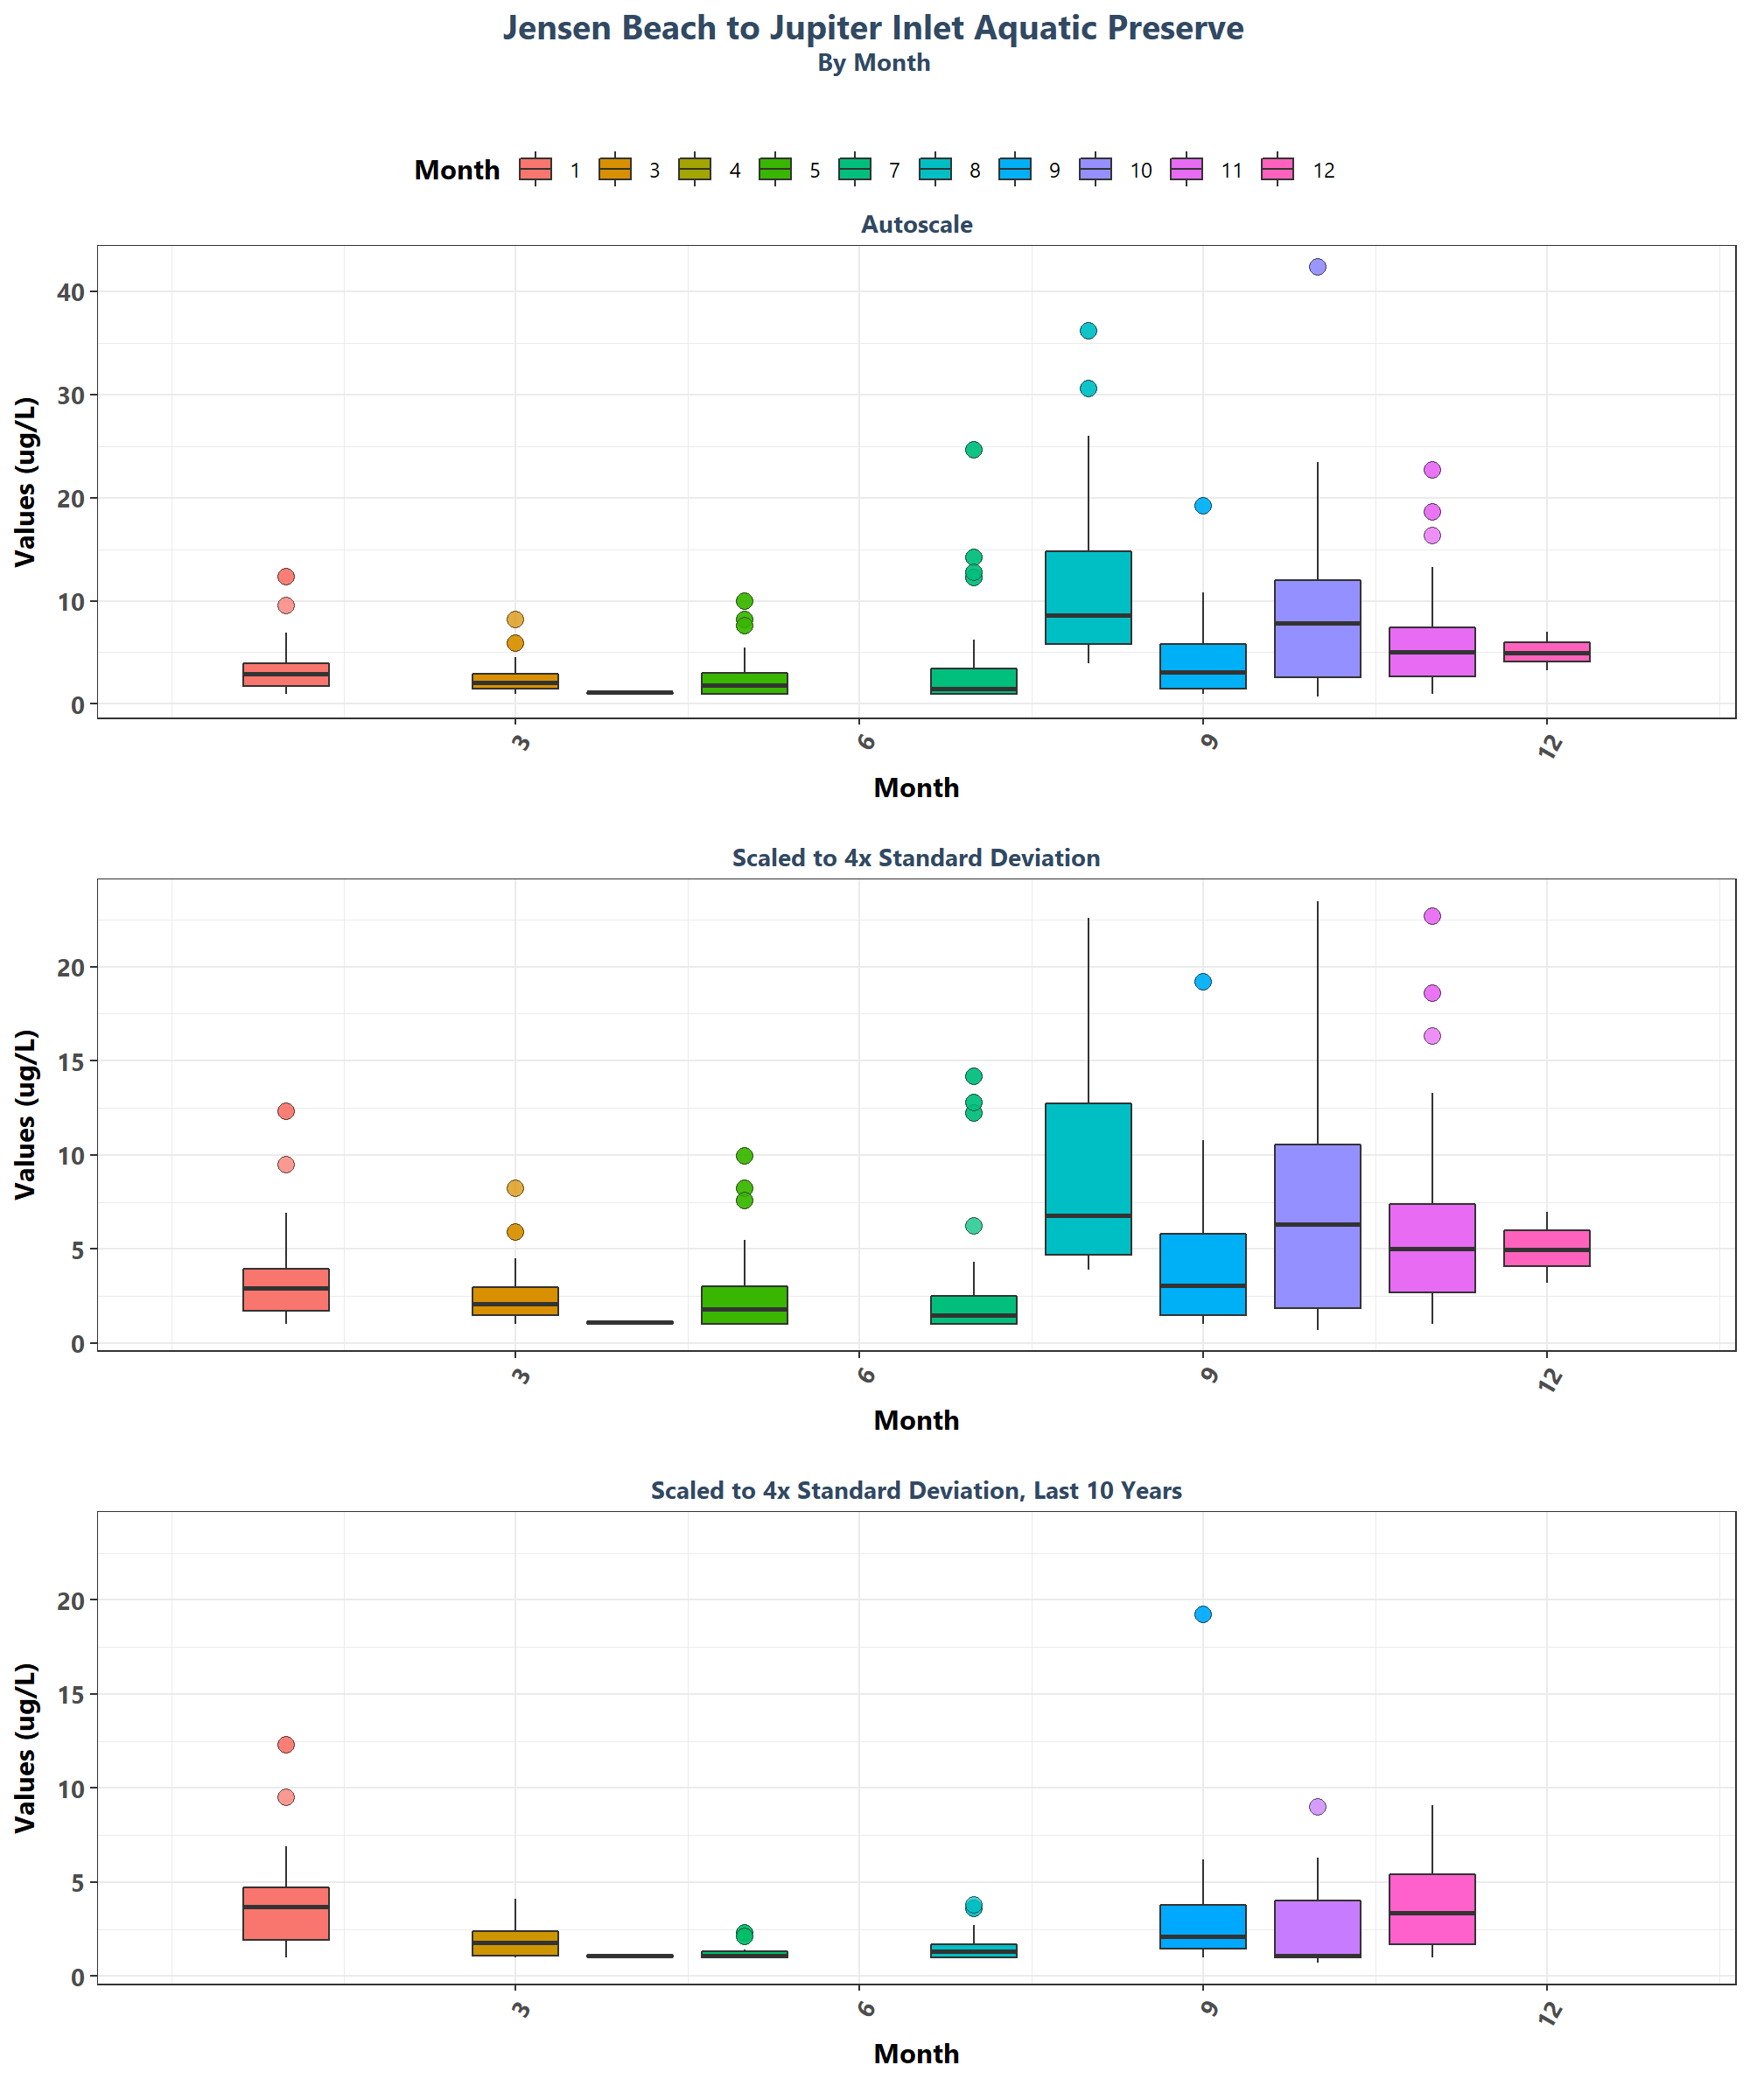 Jensen Beach to Jupiter Inlet Aquatic Preserve
By Month
Month 1 3 4 5 7 8 9 10 11 12
Autoscale
Values (ug/L)
40
30
20
10
0
3 6 9 12
Month
Scaled to 4x Standard Deviation
Values (ug/L)
20
15
10
5
0
3 6 9 12
Month
Scaled to 4x Standard Deviation, Last 10 Years
Values (ug/L)
20
15
10
5
0
3 6 9 12
Month